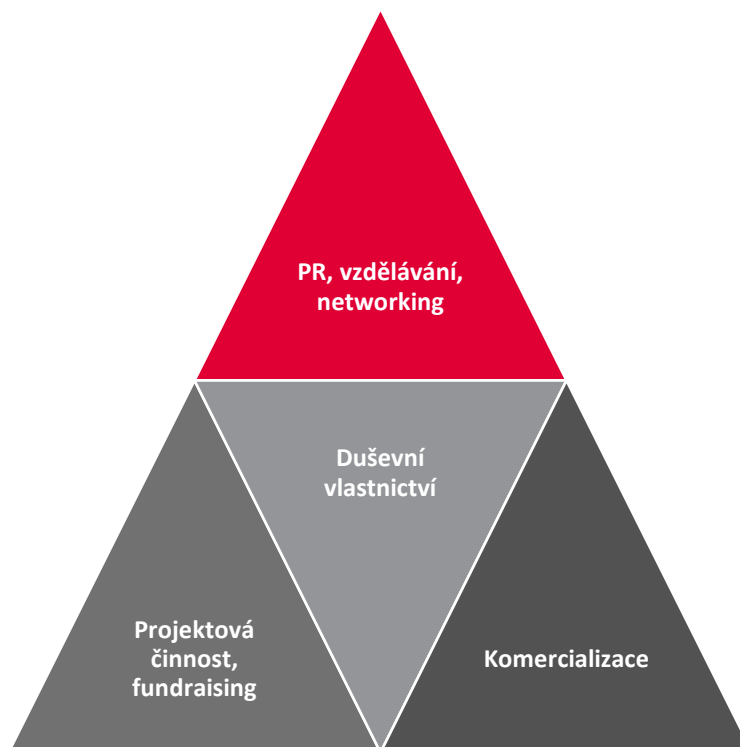 PR, vzdělávání,
networking
Duševní
vlastnictví
Projektová
činnost,
fundraising
Komercializace